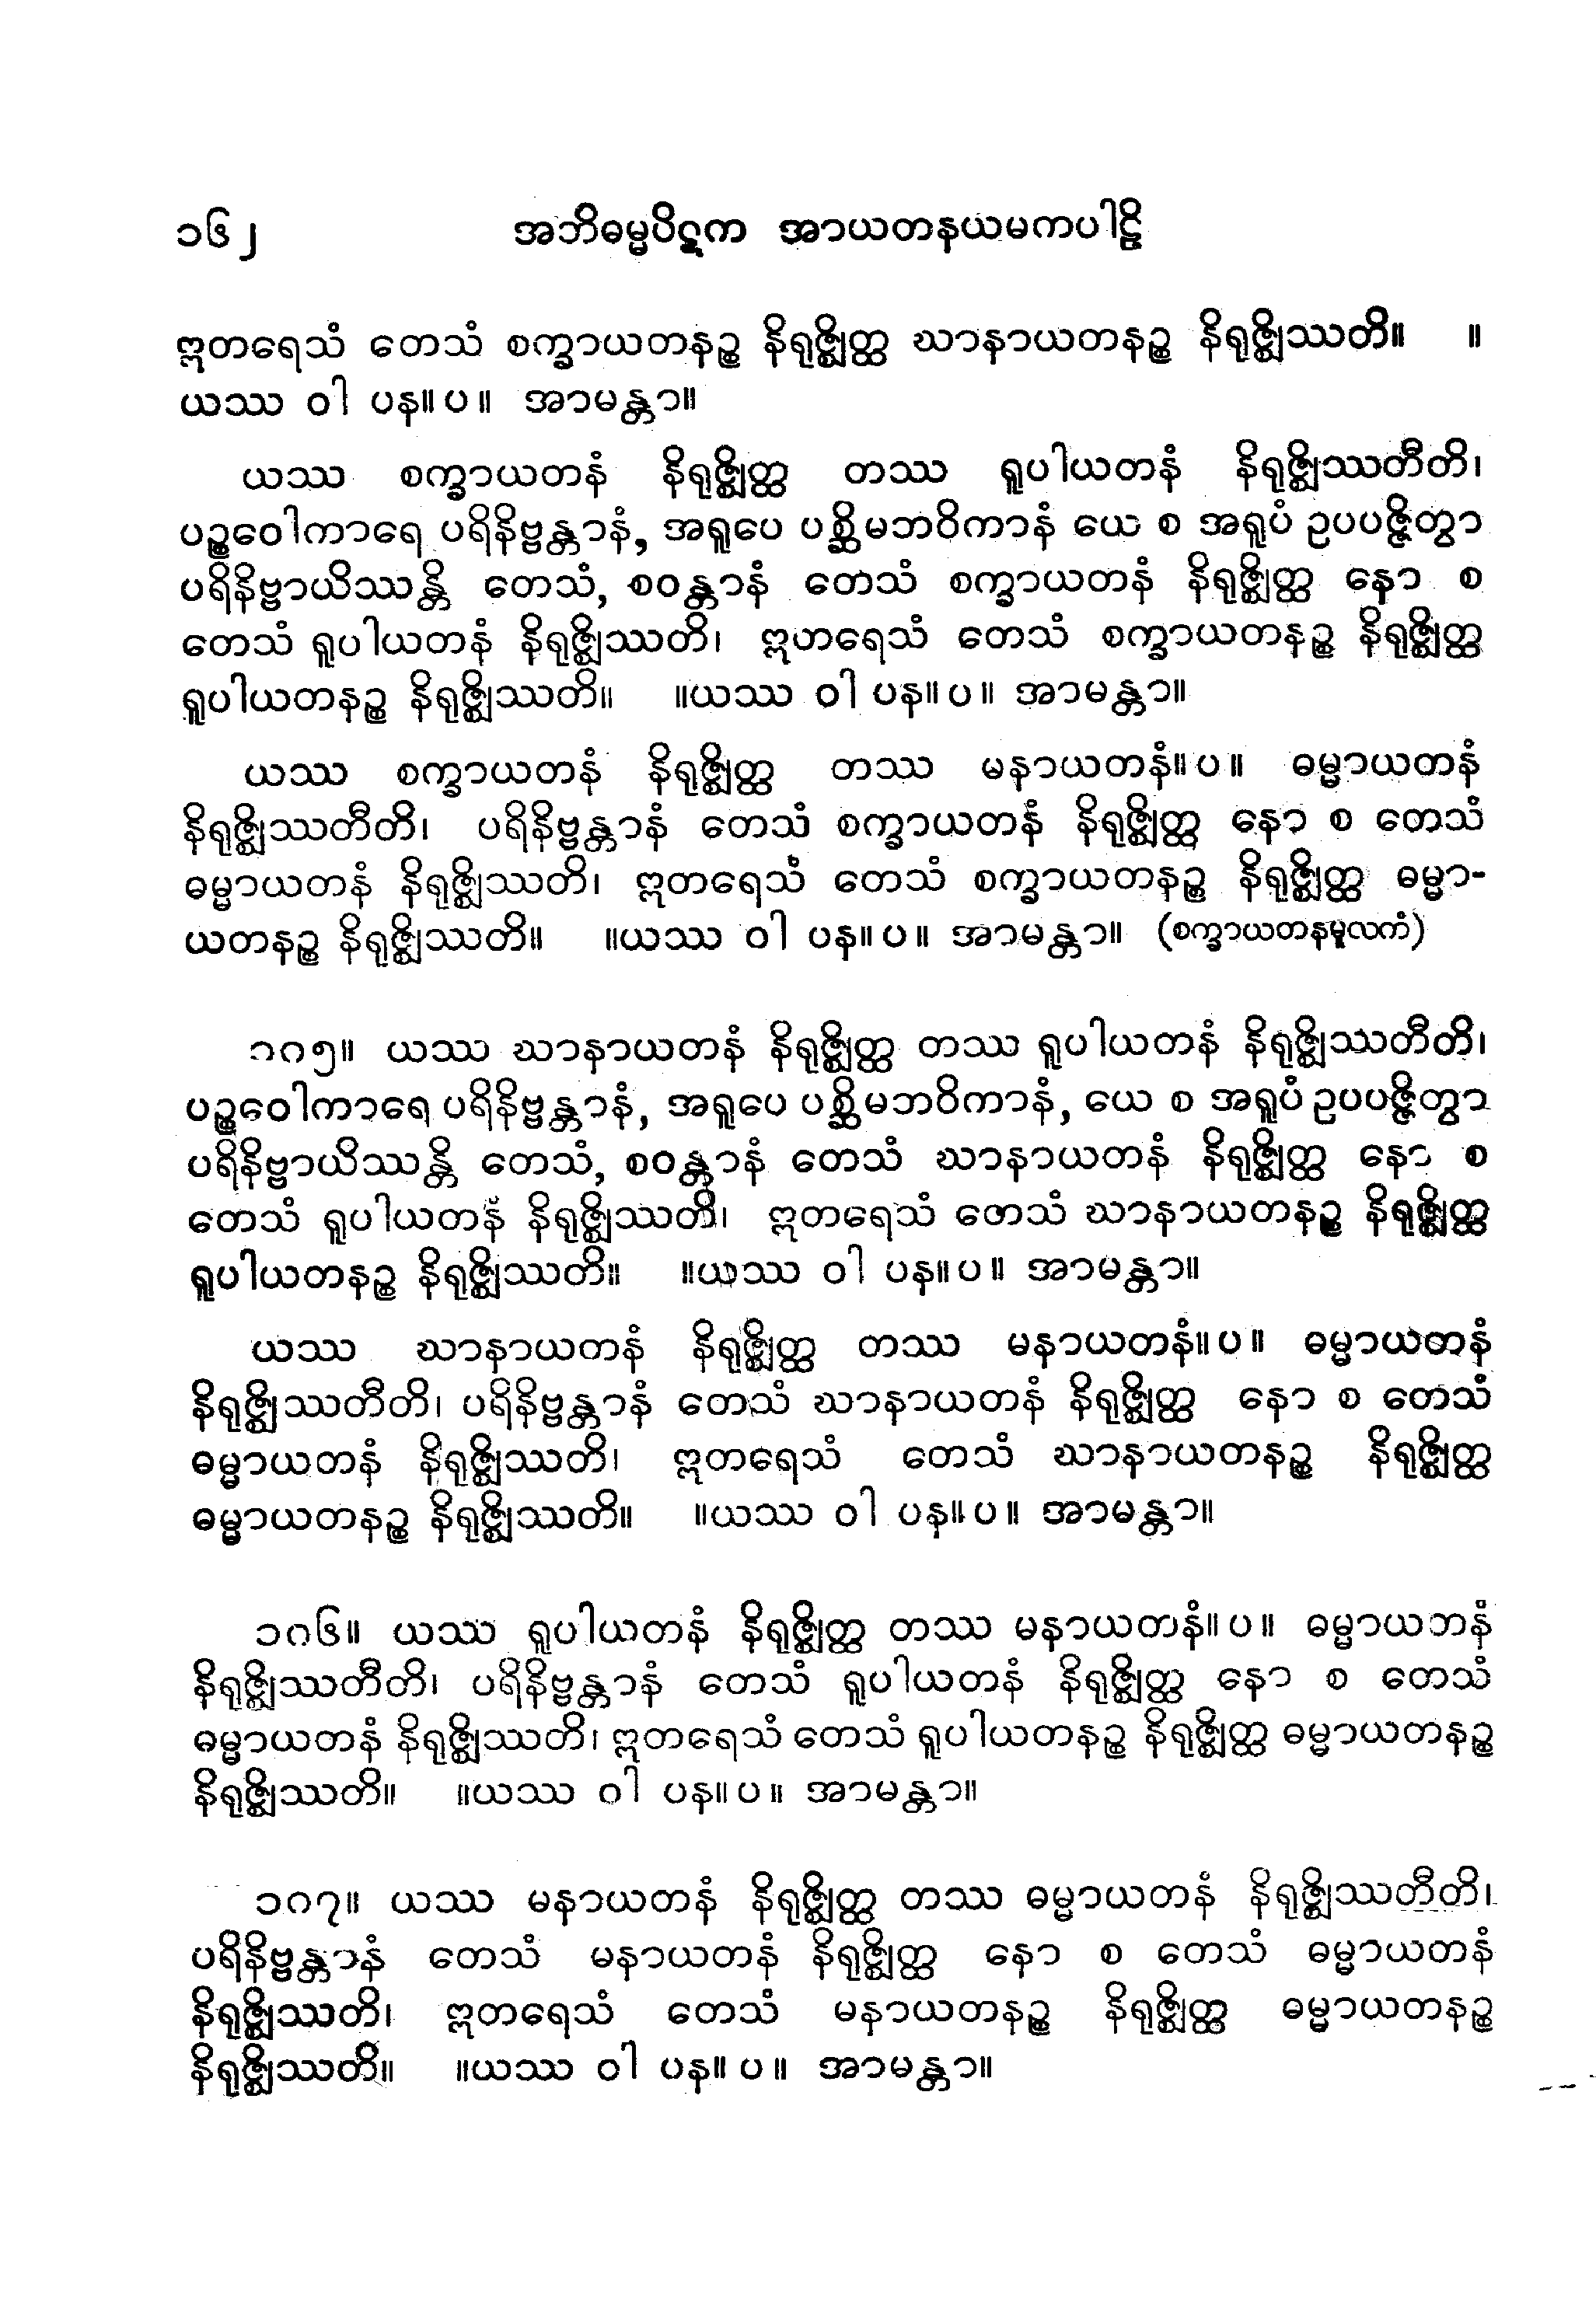 ၁၆၂ အဘိဓမ္မပိဋက အာယတနယမကပါဠိ
ဣတရေသံ တေသံ စက္ခာယတနဉ္စ နိရုဇ္ဈိတ္ထ ဃာနာယတနဉ္စ နိရုဇ္ဈိဿတိ။ ။
ယဿ ဝါ ပန။ပ။ အာမန္တာ။
ယဿ စက္ခာယတနံ နိရုဇ္ဈိတ္ထ တဿ ရူပါယတနံ နိရုဇ္ဈိဿတီတိ၊
ပဉ္စဝေါကာရေ ပရိနိဗ္ဗန္တာနံ, အရူပေ ပစ္ဆိမဘဝိကာနံ ယေ စ အရူပံ ဥပပဇ္ဇိတွာ
ပရိနိဗ္ဗာယိဿန္တိ တေသံ, စဝန္တာနံ တေသံ စက္ခာယတနံ နိရုဇ္ဈိတ္ထ နော စ
တေသံ ရူပါယတနံ နိရုဇ္ဈိဿတိ၊ ဣဟရေသံ တေသံ စက္ခာယတနဉ္စ နိရုဇ္ဈိတ္ထ
ရူပါယတနဉ္စ နိရုဇ္ဈိဿတိ။ ။ယဿ ဝါ ပန။ပ။ အာမန္တာ။
ယဿ စက္ခာယတနံ နိရုဇ္ဈိတ္ထ တဿ မနာယတနံ။ပ။ ဓမ္မာယတနံ
နိရုဇ္ဈိဿတီတိ၊ ပရိနိဗ္ဗန္တာနံ တေသံ စက္ခာယတနံ နိရုဇ္ဈိတ္ထ နော စ တေသံ
ဓမ္မာယတနံ နိရုဇ္ဈိဿတိ၊ ဣတရေသံ တေသံ စက္ခာယတနဉ္စ နိရုဇ္ဈိတ္ထ ဓမ္မာ-
ယတနဉ္စ နိရုဇ္ဈိဿတိ။ ။ယဿ ဝါ ပန။ပ။ အာမန္တာ။ (စက္ခာယတနမူလကံ)
၁၈၅။ ယဿ ဃာနာယတနံ နိရုဇ္ဈိတ္ထ တဿ ရူပါယတနံ နိရုဇ္ဈိဿတီတိ၊
ပဉ္စဝေါကာရေ ပရိနိဗ္ဗန္တာနံ, အရူပေ ပစ္ဆိမဘဝိကာနံ, ယေ စ အရူပံ ဥပပဇ္ဇိတွာ
ပရိနိဗ္ဗာယိဿန္တိ တေသံ, စဝန္တာနံ တေသံ ဃာနာယတနံ နိရုဇ္ဈိတ္ထ နော စ
တေသံ ရူပါယတနံ နိရုဇ္ဈိဿတိ၊ ဣတရေသံ တေသံ ဃာနာယတနဉ္စ နိရုဇ္ဈိတ္ထ
ရူပါယတနဉ္စ နိရုဇ္ဈိဿတိ။ ။ယဿ ဝါ ပန။ပ။ အာမန္တာ။
ယဿ ဃာနာယတနံ နိရုဇ္ဈိတ္ထ တဿ မနာယတနံ။ပ။ ဓမ္မာယတနံ
နိရုဇ္ဈိဿတီတိ၊ ပရိနိဗ္ဗန္တာနံ တေသံ ဃာနာယတနံ နိရုဇ္ဈိတ္ထ နော စ တေသံ
ဓမ္မာယတနံ နိရုဇ္ဈိဿတိ၊ ဣတရေသံ တေသံ ဃာနာယတနဉ္စ နိရုဇ္ဈိတ္ထ
ဓမ္မာယတနဉ္စ နိရုဇ္ဈိဿတိ။ ။ယဿ ဝါ ပန။ပ။ အာမန္တာ။
၁၈၆။ ယဿ ရူပါယတနံ နိရုဇ္ဈိတ္ထ တဿ မနာယတနံ။ပ။ ဓမ္မာယတနံ
နိရုဇ္ဈိဿတီတိ၊ ပရိနိဗ္ဗန္တာနံ တေသံ ရူပါယတနံ နိရုဇ္ဈိတ္ထ နော စ တေသံ
ဓမ္မာယတနံ နိရုဇ္ဈိဿတိ၊ ဣတရေသံ တေသံ ရူပါယတနဉ္စ နိရုဇ္ဈိတ္ထ ဓမ္မာယတနဉ္စ
နိရုဇ္ဈိဿတိ။ ။ယဿ ဝါ ပန။ပ။ အာမန္တာ။
၁၈၇။ ယဿ မနာယတနံ နိရုဇ္ဈိတ္ထ တဿ ဓမ္မာယတနံ နိရုဇ္ဈိဿတီတိ၊
ပရိနိဗ္ဗန္တာနံ တေသံ မနာယတနံ နိရုဇ္ဈိတ္ထ နော စ တေသံ ဓမ္မာယတနံ
နိရုဇ္ဈိဿတိ၊ ဣတရေသံ တေသံ မနာယတနဉ္စ နိရုဇ္ဈိတ္ထ ဓမ္မာယတနဉ္စ
နိရုဇ္ဈိဿတိ။ ။ယဿ ဝါ ပန။ပ။ အာမန္တာ။